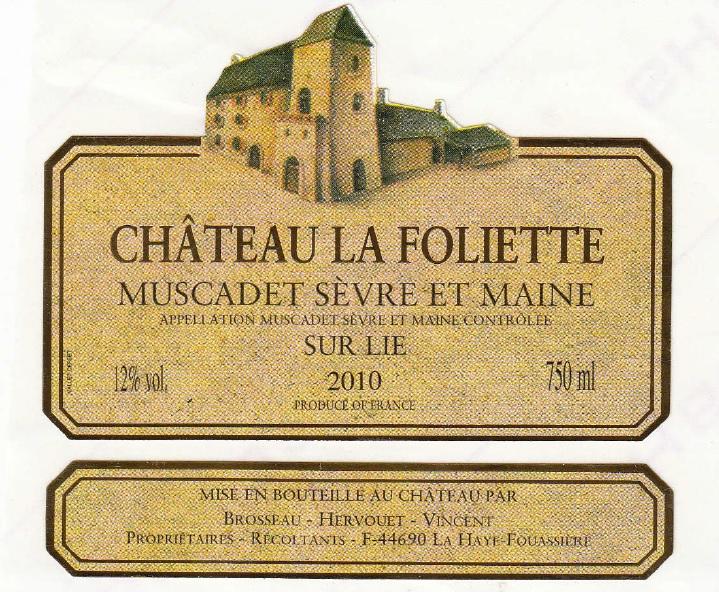 CHÂTEAU LA FOLIETTE
MUSCADET SÈVRE ET MAINE
APPELLATION MUSCADET SÈVRE ET MAINE CONTRÔLÉE
SUR LIE
12% vol.
2010
750 ml
PRODUCE OF FRANCE
MISE EN BOUTEILLE AU CHÂTEAU PAR
BROSSEAU - HERVOUET - VINCENT
PROPRIÉTAIRES - RÉCOLTANTS - F-44690 LA HAYE-FOUASSIÈRE